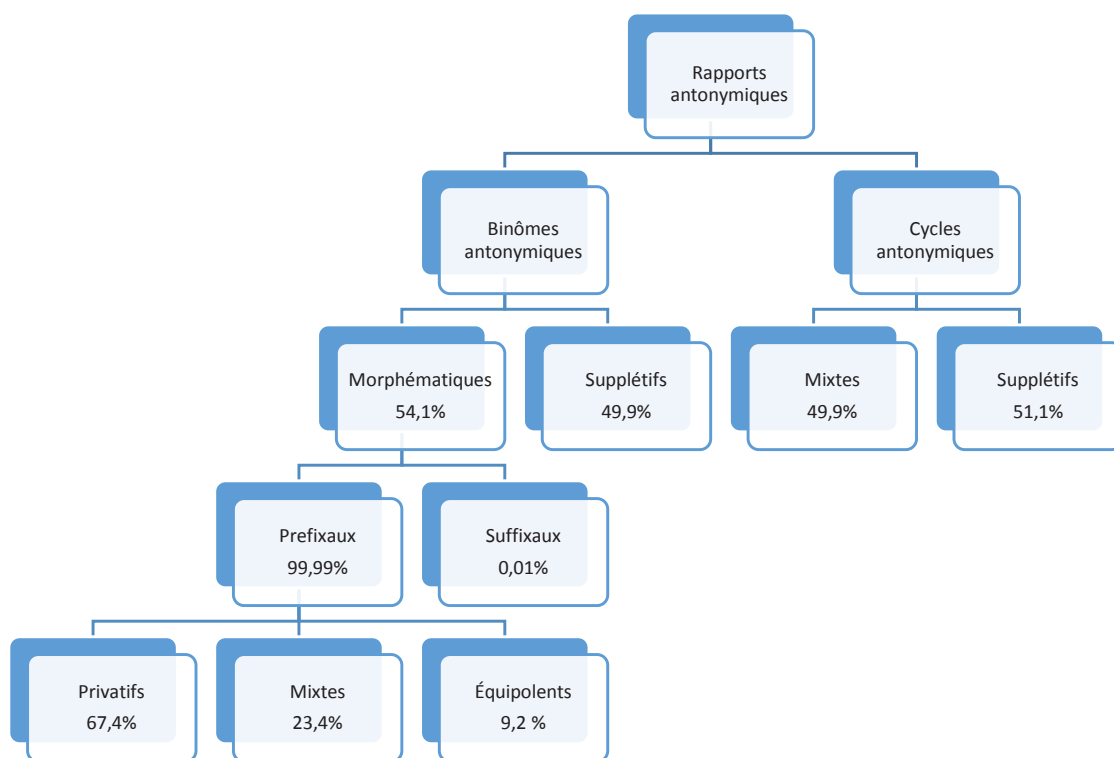 Rapports
antonymiques
Binômes
antonymiques
Cycles
antonymiques
Morphématiques
54,1%
Supplétifs
49,9%
Mixtes
49,9%
Supplétifs
51,1%
Prefixaux
99,99%
Suffixaux
0,01%
Privatifs
67,4%
Mixtes
23,4%
Équipolents
9,2 %